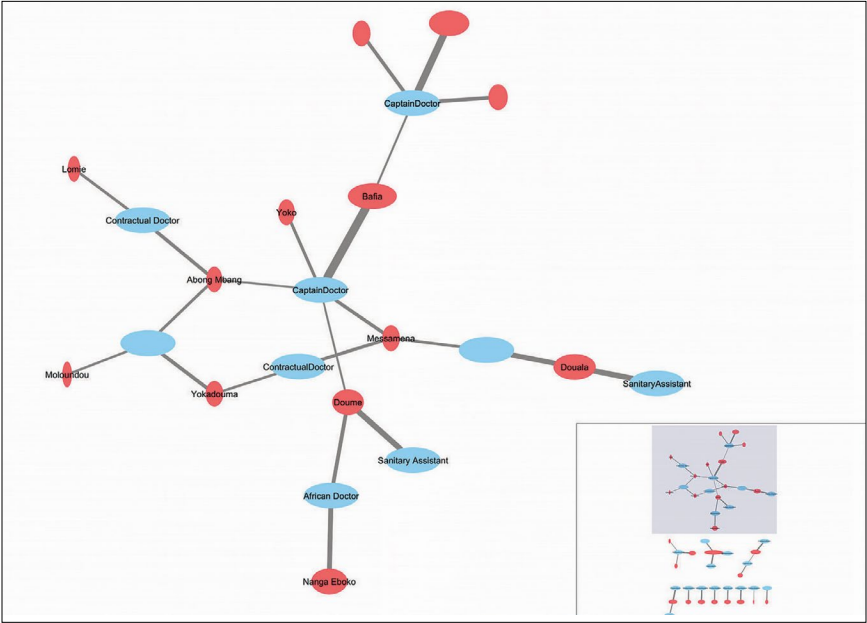 CaptainDoctor
Lomie
Bafia
Yoko
Contractual Doctor
Abong Mbang
CaptainDoctor
Messamena
ContractualDoctor
Douala
Moloundou
SanitaryAssistant
Yokadouma
Doume
Sanitary Assistant
African Doctor
Nanga Eboko